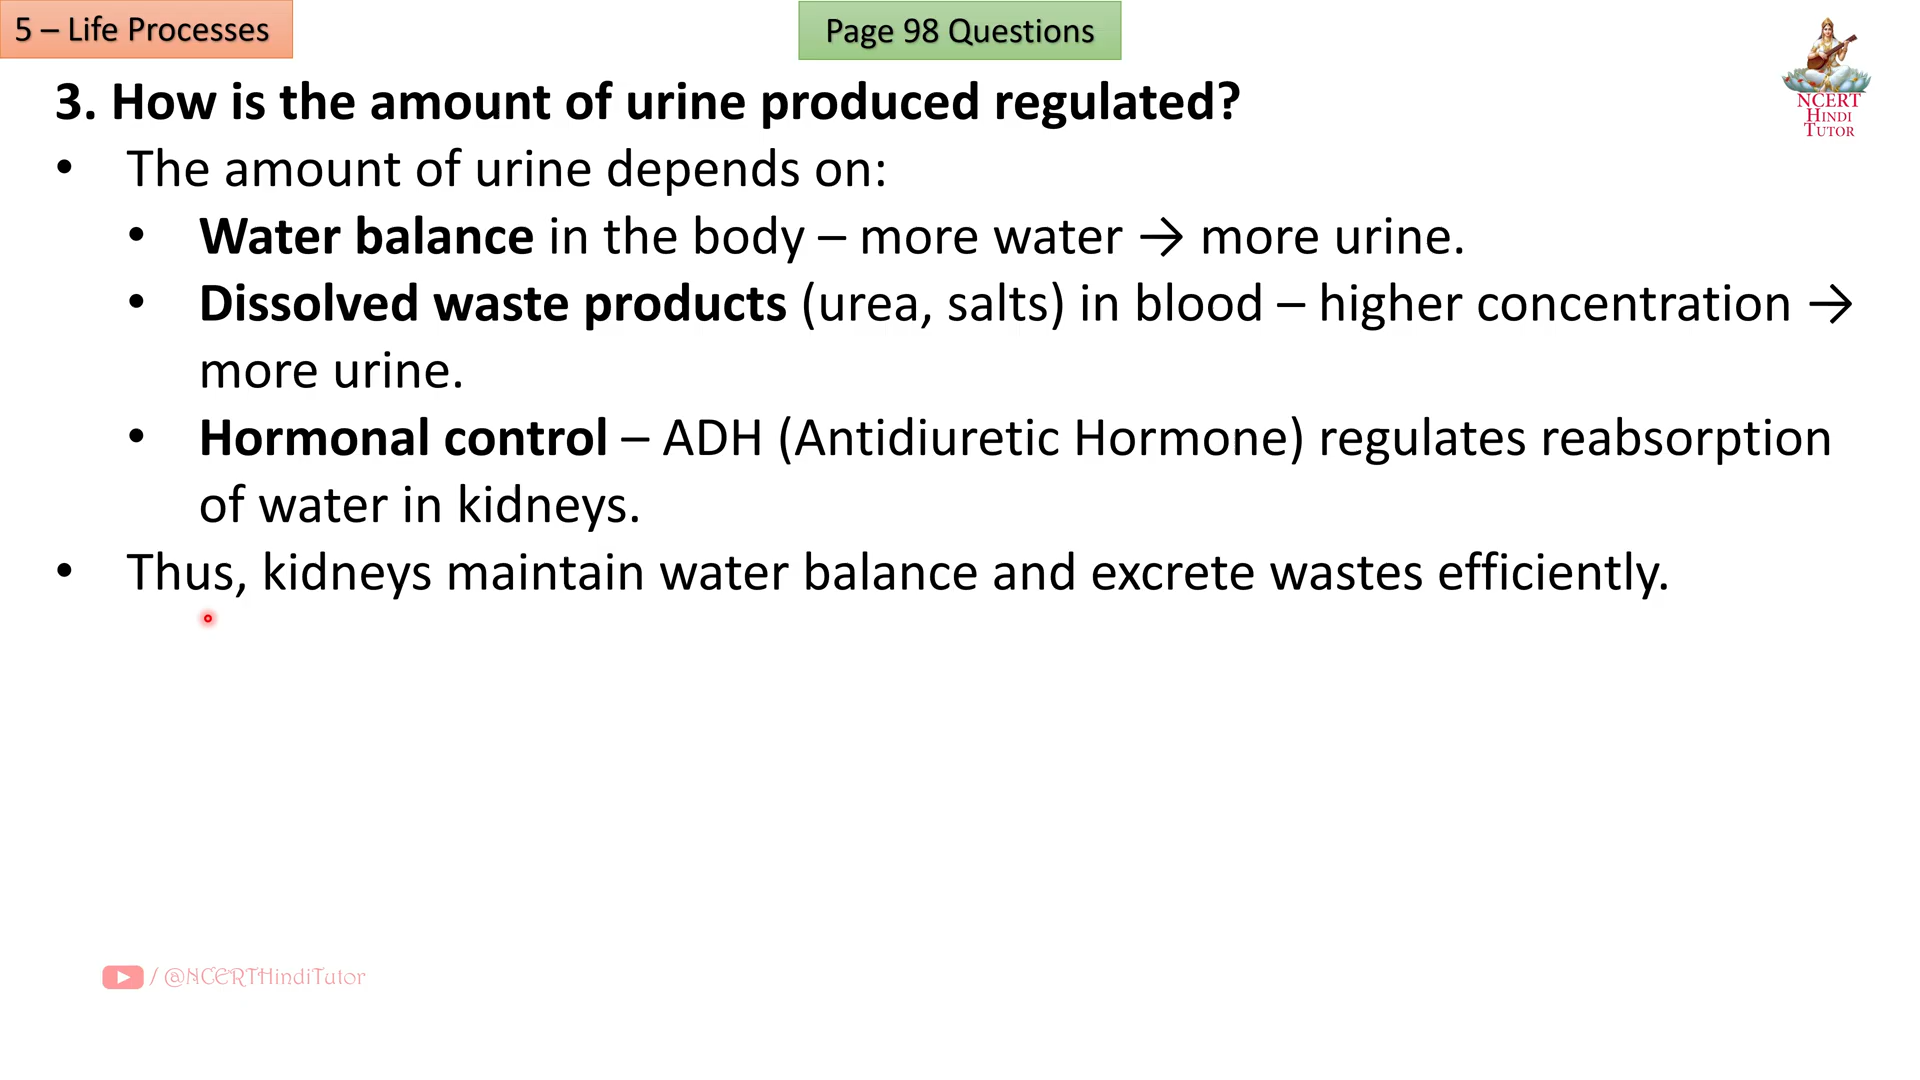 5 – Life Processes
Page 98 Questions
NCERT
HINDI
TUTOR
3. How is the amount of urine produced regulated?
• The amount of urine depends on:
• Water balance in the body – more water → more urine.
• Dissolved waste products (urea, salts) in blood – higher concentration →
more urine.
• Hormonal control – ADH (Antidiuretic Hormone) regulates reabsorption
of water in kidneys.
• Thus, kidneys maintain water balance and excrete wastes efficiently.
/ @NCERTHindiTutor